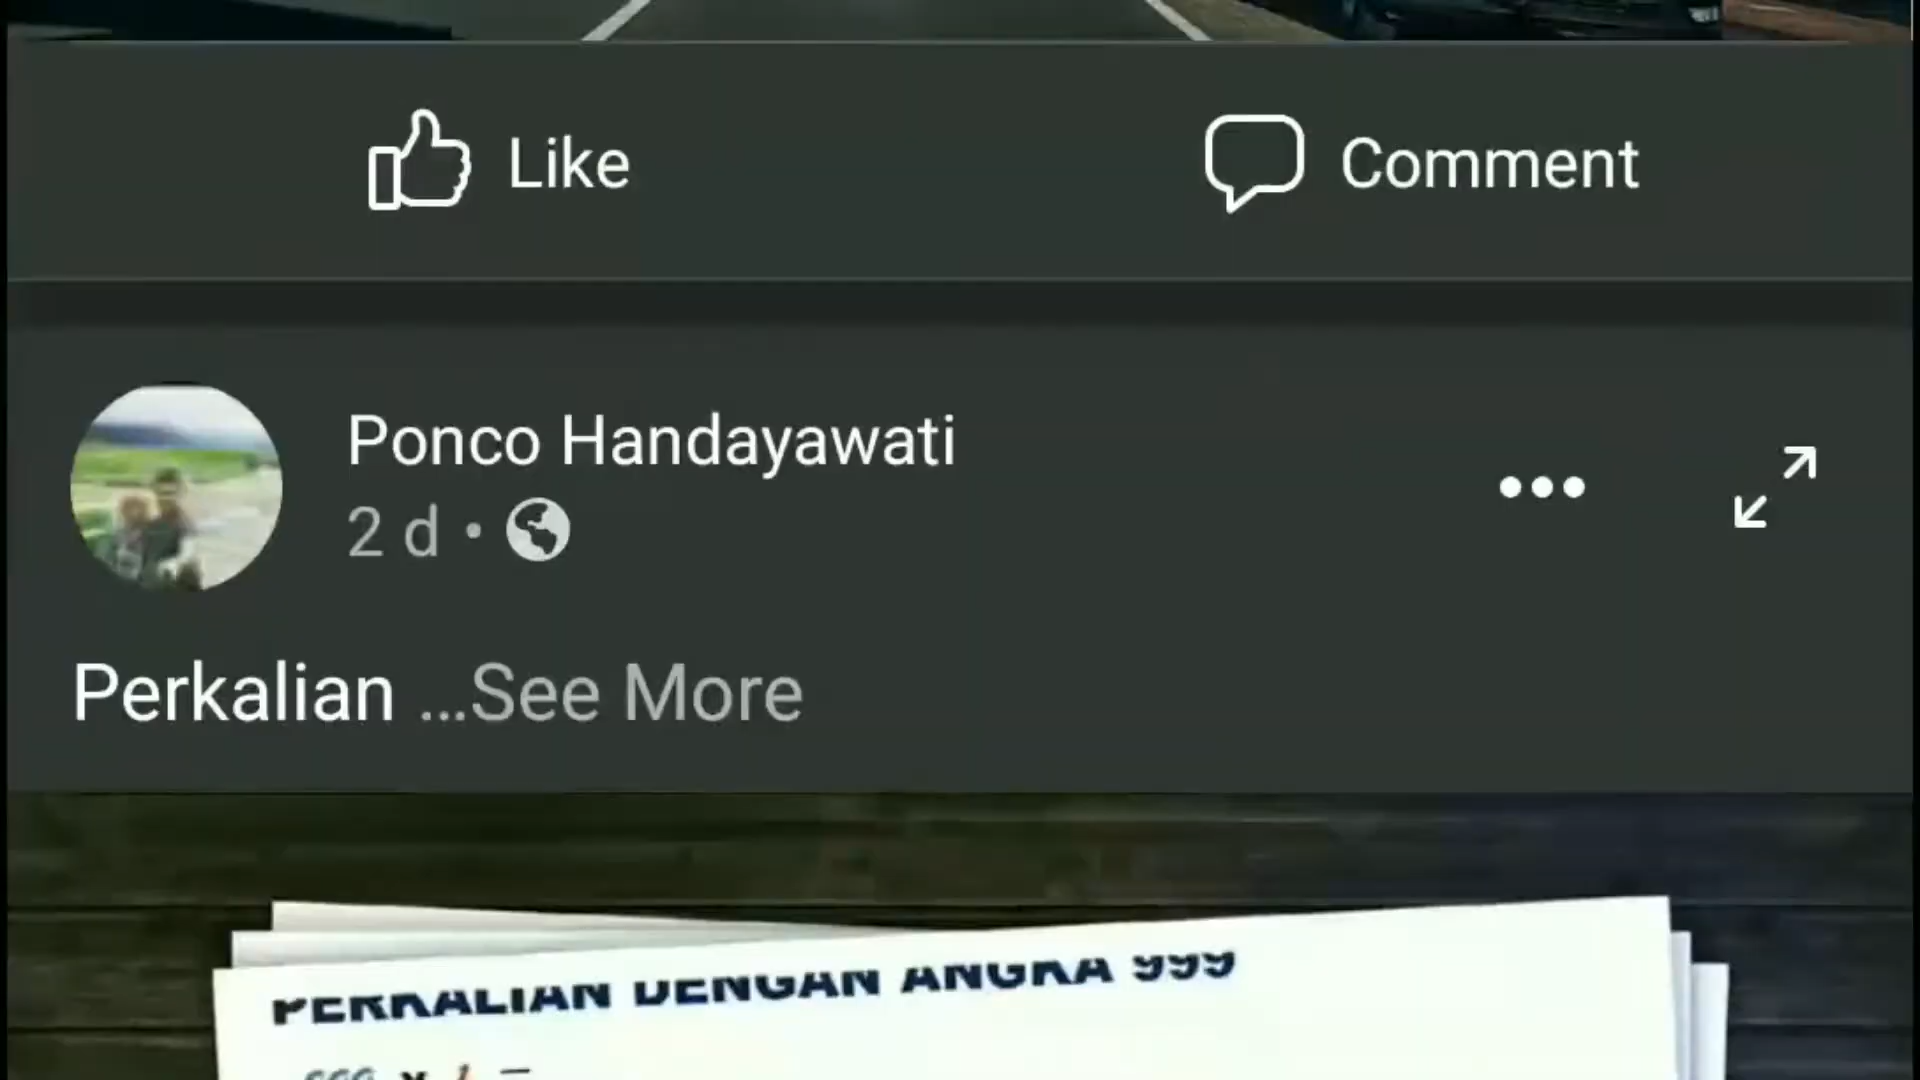 Like
Comment
Ponco Handayawati
2 d •
Perkalian ...See More
PERKALIAN DENGAN ANGKA 999